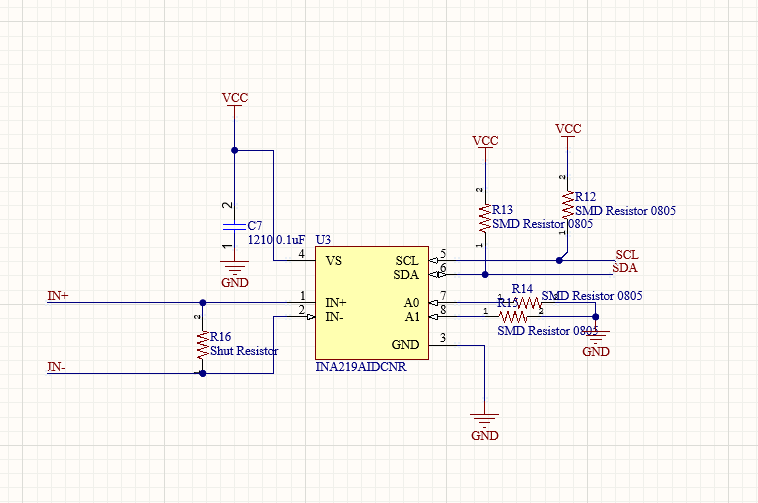 VCC
VCC
VCC
2
2
2
R12
SMD Resistor 0805
R13
SMD Resistor 0805
C7
1210 0.1uF
1
1
1
U3
GND
4
VS
SCL
5
SCL
SDA
6
SDA
IN+
1
IN+
A0
7
1
R14
2
SMD Resistor 0805
2
IN-
A1
8
1
R15
2
SMD Resistor 0805
2
R16
Shut Resistor
1
GND
3
GND
IN-
INA219AIDCNR
GND